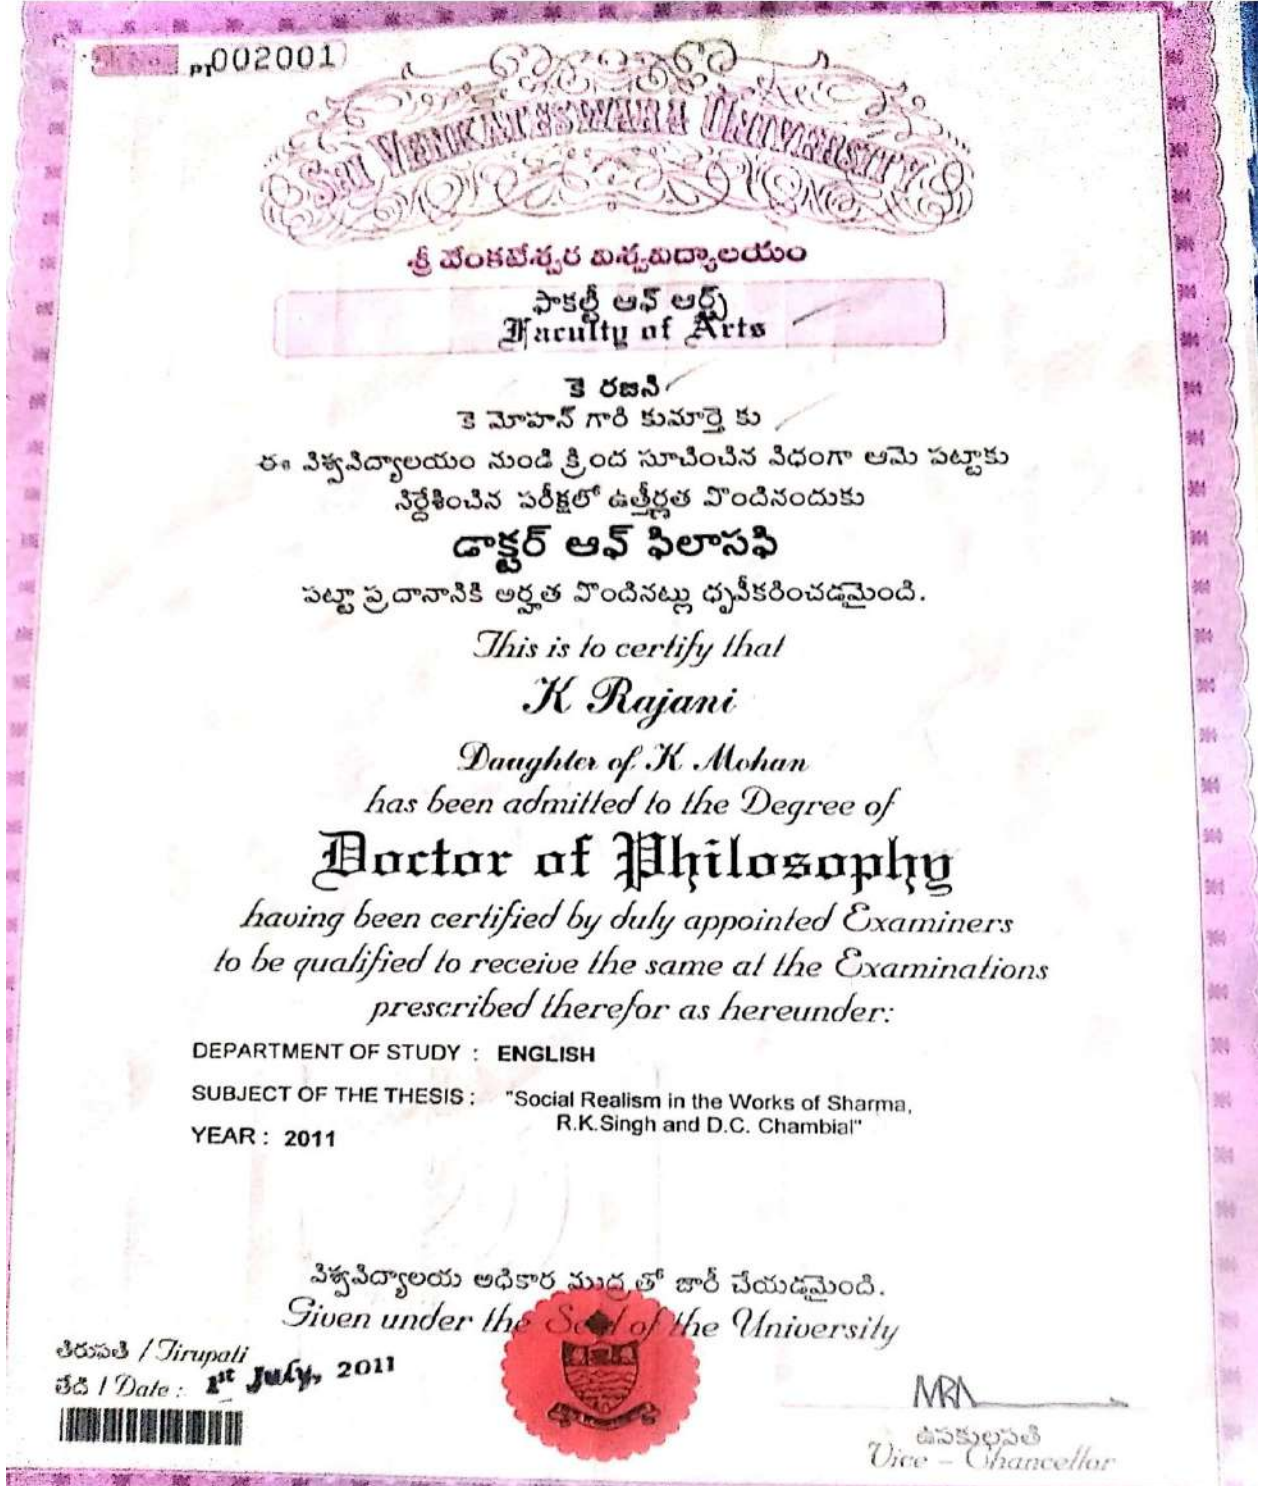 PT002001
SRI VENKATESWARA UNIVERSITY
శ్రీ వేంకటేశ్వర విశ్వవిద్యాలయం
ఫాకల్టీ ఆఫ్ ఆర్ట్స్
Faculty of Arts
కె రజని
కె మోహన్ గారి కుమార్తె కు
ఈ విశ్వవిద్యాలయం నుండి క్రింద సూచించిన విధంగా ఆమె పట్టాకు
నిర్దేశించిన పరీక్షలో ఉత్తీర్ణత పొందినందుకు
డాక్టర్ ఆఫ్ ఫిలాసఫి
పట్టా ప్రదానానికి అర్హత పొందినట్లు ధృవీకరించడమైంది.
This is to certify that
K Rajani
Daughter of K Mohan
has been admitted to the Degree of
Doctor of Philosophy
having been certified by duly appointed Examiners
to be qualified to receive the same at the Examinations
prescribed therefor as hereunder:
DEPARTMENT OF STUDY : ENGLISH
SUBJECT OF THE THESIS : "Social Realism in the Works of Sharma,
R.K.Singh and D.C. Chambial"
YEAR : 2011
విశ్వవిద్యాలయ అధికార ముద్ర తో జారీ చేయడమైంది.
Given under the Seal of the University
తిరుపతి / Tirupati
తేది / Date : 1st July, 2011
ఉపకులపతి
Vice - Chancellor